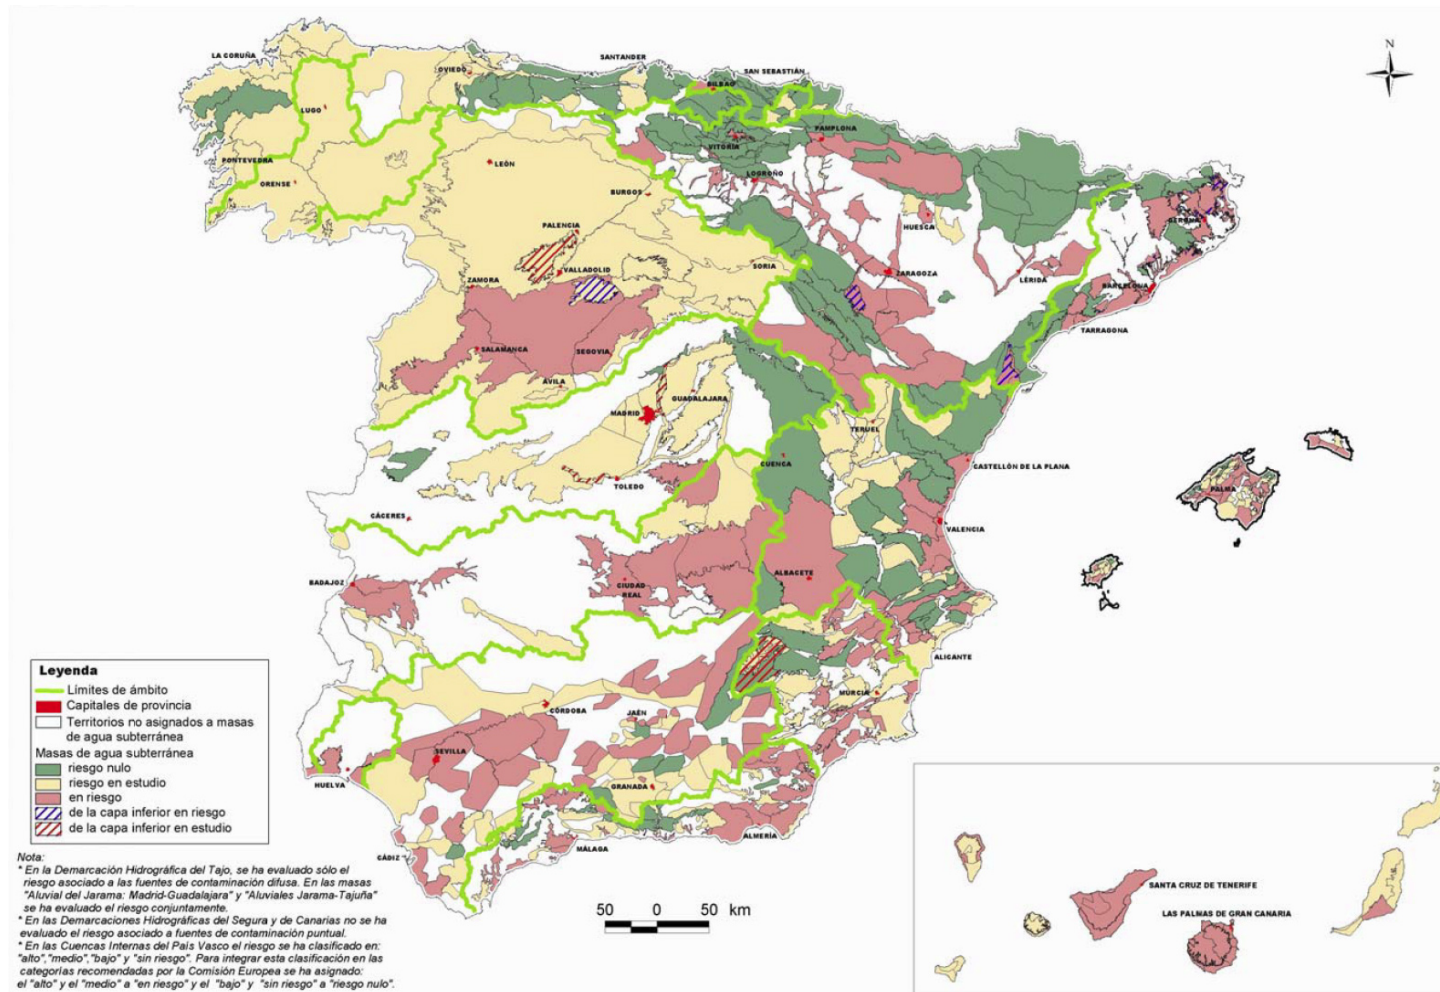 LA CORUÑA
OVIEDO
SANTANDER
BILBAO
SAN SEBASTIÁN
N
LUGO
VITORIA
PAMPLONA
PONTEVEDRA
ORENSE
LEÓN
BURGOS
LOGROÑO
HUESCA
GERONA
PALENCIA
VALLADOLID
ZAMORA
SORIA
ZARAGOZA
LÉRIDA
BARCELONA
TARRAGONA
SALAMANCA
SEGOVIA
ÁVILA
MADRID
GUADALAJARA
TERUEL
CUENCA
CASTELLÓN DE LA PLANA
TOLEDO
PALMA
CÁCERES
VALENCIA
BADAJOZ
CIUDAD
REAL
ALBACETE
ALICANTE
MURCIA
CÓRDOBA
JAÉN
SEVILLA
HUELVA
GRANADA
ALMERÍA
MÁLAGA
CÁDIZ
Leyenda
Límites de ámbito
Capitales de provincia
Territorios no asignados a masas
de agua subterránea
Masas de agua subterránea
riesgo nulo
riesgo en estudio
en riesgo
de la capa inferior en riesgo
de la capa inferior en estudio
Nota:
* En la Demarcación Hidrográfica del Tajo, se ha evaluado sólo el
riesgo asociado a las fuentes de contaminación difusa. En las masas
"Aluvial del Jarama: Madrid-Guadalajara" y "Aluviales Jarama-Tajuña"
se ha evaluado el riesgo conjuntamente.
* En las Demarcaciones Hidrográficas del Segura y de Canarias no se ha
evaluado el riesgo asociado a fuentes de contaminación puntual.
* En las Cuencas Internas del Pais Vasco el riesgo se ha clasificado en:
"alto","medio","bajo" y "sin riesgo". Para integrar esta clasificación en las
categorías recomendadas por la Comisión Europea se ha asignado:
el "alto" y el "medio" a "en riesgo" y el "bajo" y "sin riesgo" a "riesgo nulo".
50 0 50 km
SANTA CRUZ DE TENERIFE
LAS PALMAS DE GRAN CANARIA